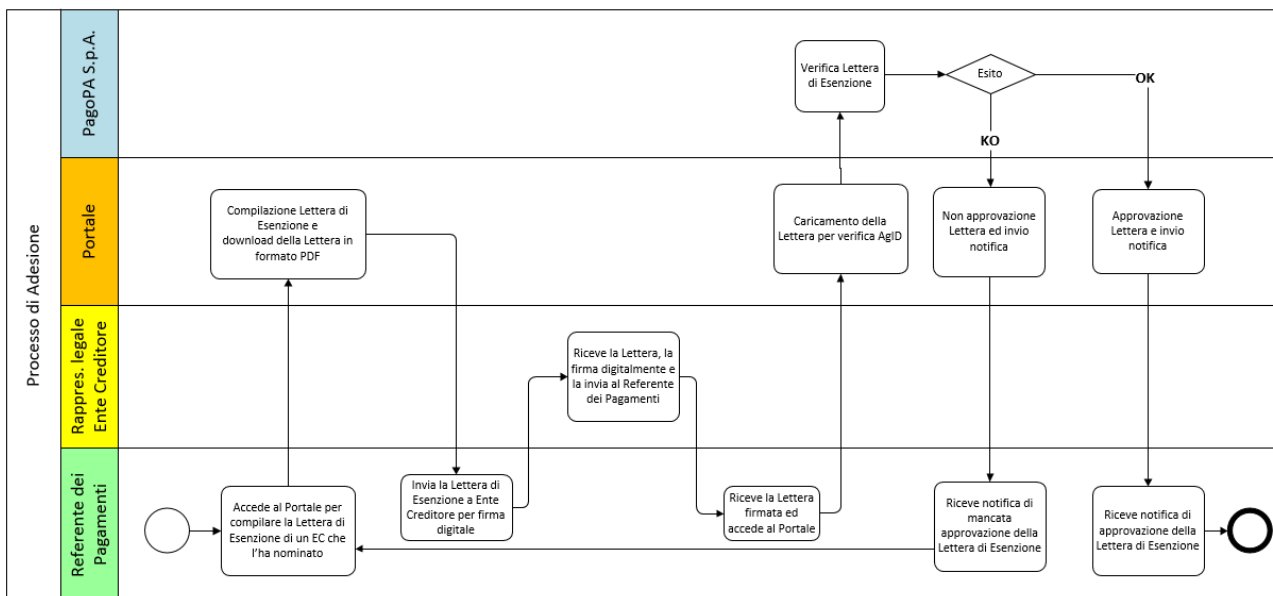 Processo di Adesione
PagoPA S.p.A.
Verifica Lettera
di Esenzione
Esito
OK
KO
Portale
Compilazione Lettera di
Esenzione e
download della Lettera in
formato PDF
Caricamento della
Lettera per verifica AgID
Non approvazione
Lettera ed invio
notifica
Approvazione
Lettera e invio
notifica
Rappres. legale
Ente Creditore
Riceve la Lettera, la
firma digitalmente e
la invia al Referente
dei Pagamenti
Referente dei
Pagamenti
Accede al Portale per
compilare la Lettera di
Esenzione di un EC che
l'ha nominato
Invia la Lettera di
Esenzione a Ente
Creditore per firma
digitale
Riceve la Lettera
firmata ed
accede al Portale
Riceve notifica di
mancata
approvazione della
Lettera di Esenzione
Riceve notifica di
approvazione della
Lettera di Esenzione